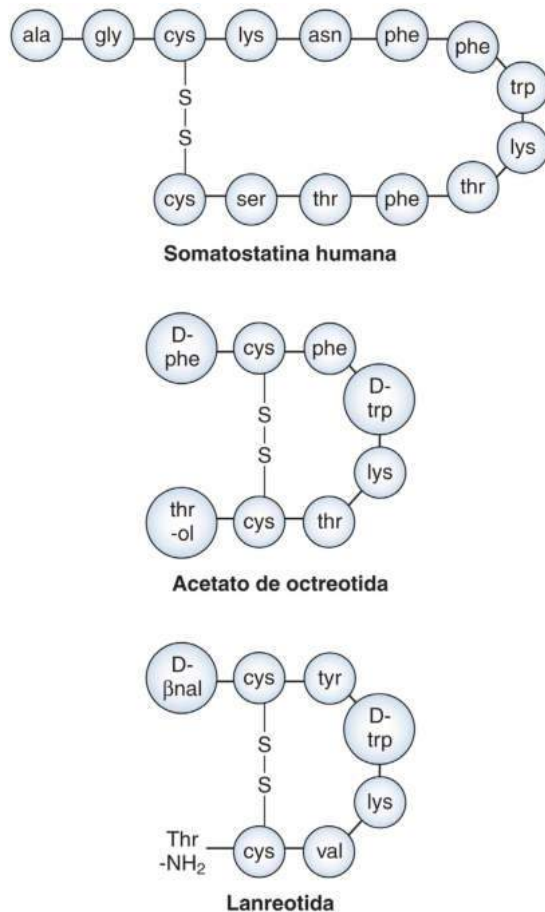 ala gly cys lys asn phe phe
trp
S
S
lys
cys ser thr phe thr
Somatostatina humana
D-
phe cys phe
D-
trp
S
S
lys
thr
-ol cys thr
Acetato de octreotida
D-
βnal cys tyr
D-
trp
S
S
lys
Thr
-NH₂ cys val
Lanreotida